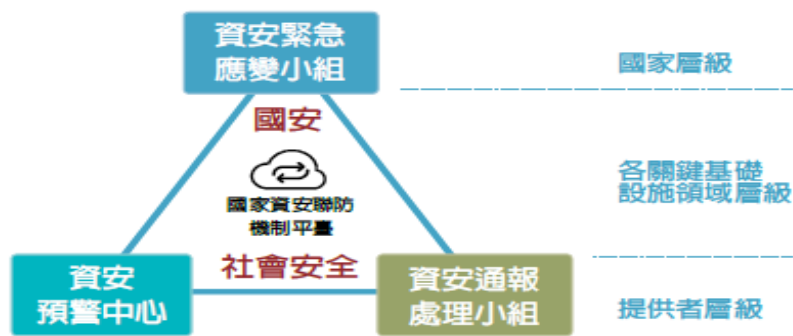 資安緊急
應變小組
國家層級
國安
國家資安聯防
機制平臺
各關鍵基礎
設施領域層級
社會安全
資安
預警中心
資安通報
處理小組
提供者層級